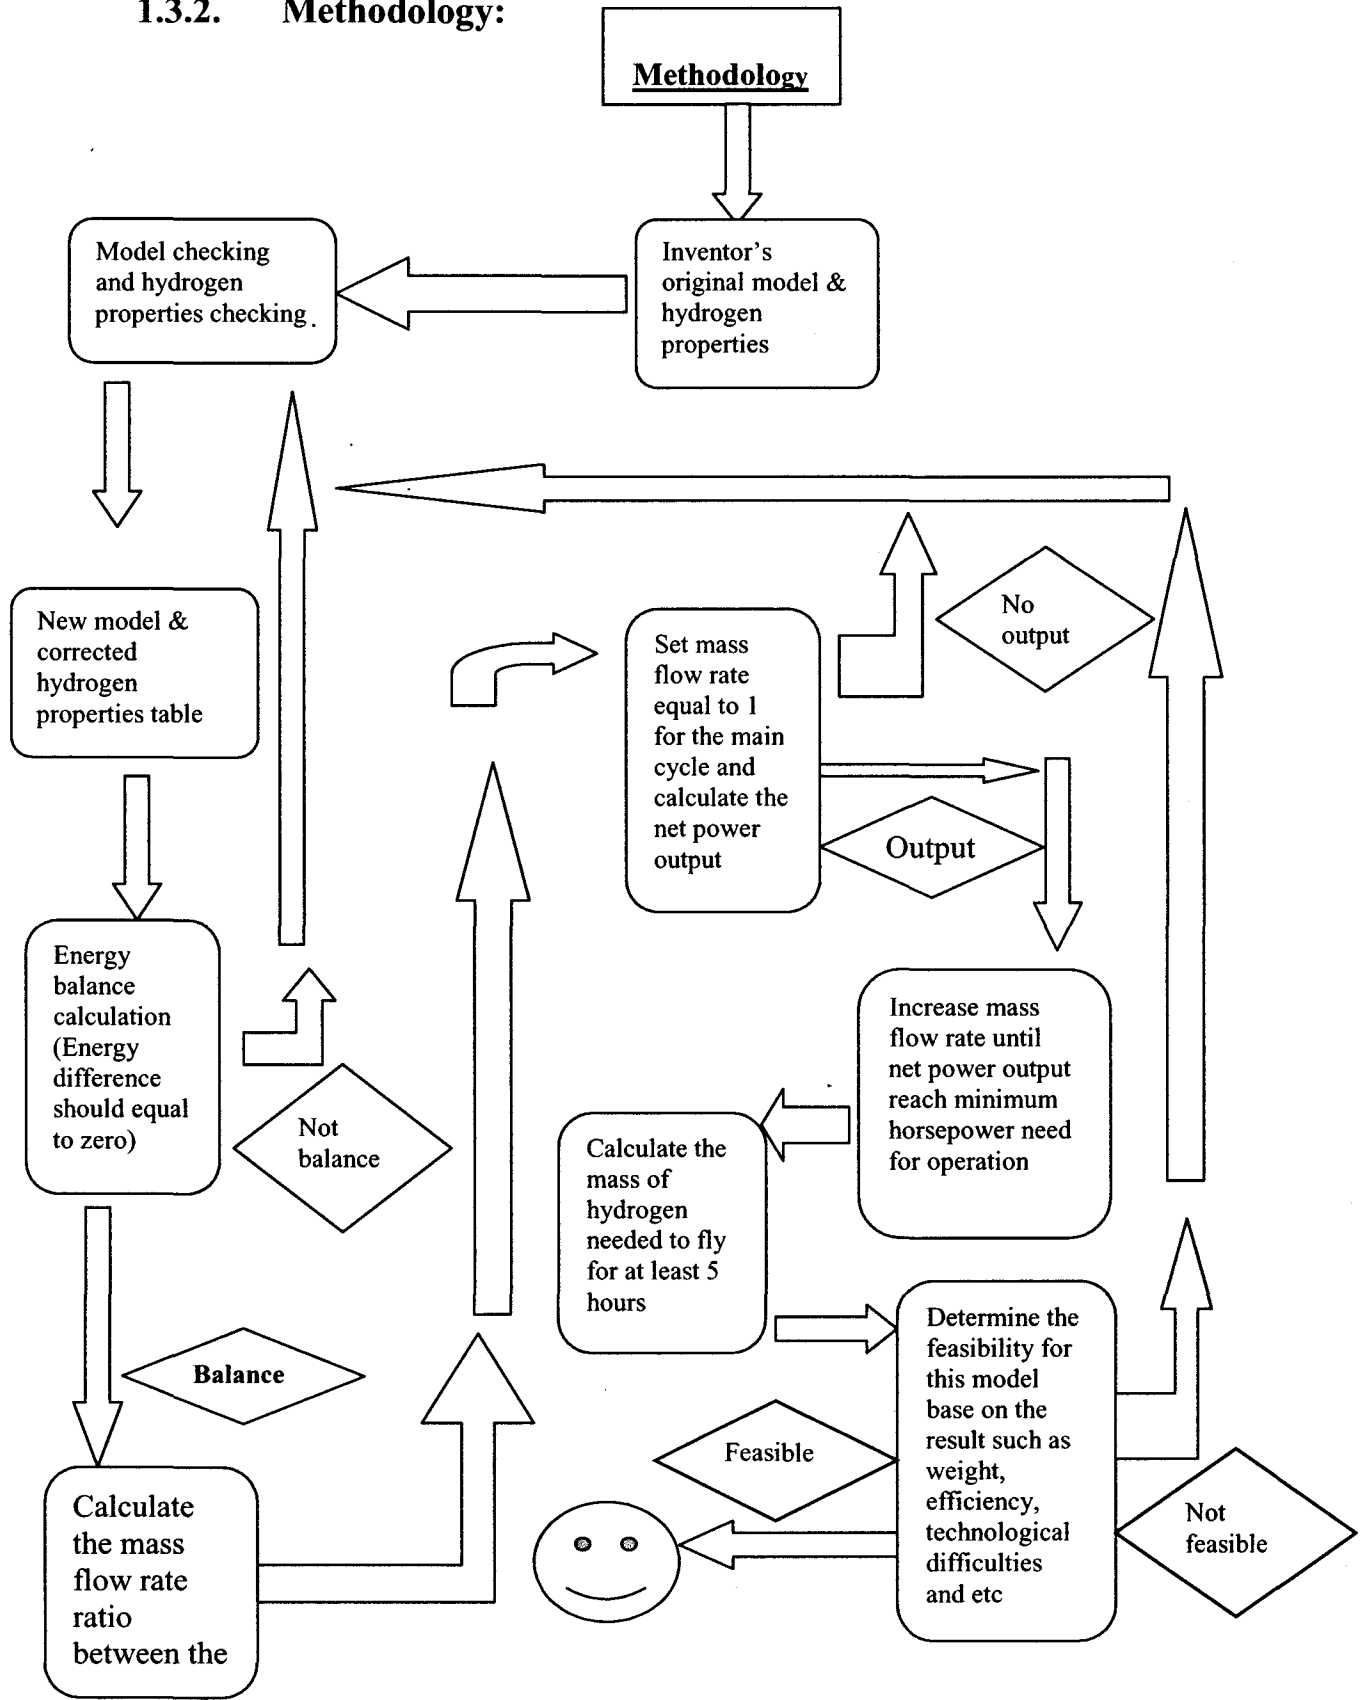 1.3.2. Methodology:
Methodology
Inventor's
original model &
hydrogen
properties
Model checking
and hydrogen
properties checking.
New model &
corrected
hydrogen
properties table
Energy
balance
calculation
(Energy
difference
should equal
to zero)
Not
balance
Balance
Calculate
the mass
flow rate
ratio
between the
Set mass
flow rate
equal to 1
for the main
cycle and
calculate the
net power
output
No
output
Output
Increase mass
flow rate until
net power output
reach minimum
horsepower need
for operation
Calculate the
mass of
hydrogen
needed to fly
for at least 5
hours
Determine the
feasibility for
this model
base on the
result such as
weight,
efficiency,
technological
difficulties
and etc
Feasible
Not
feasible